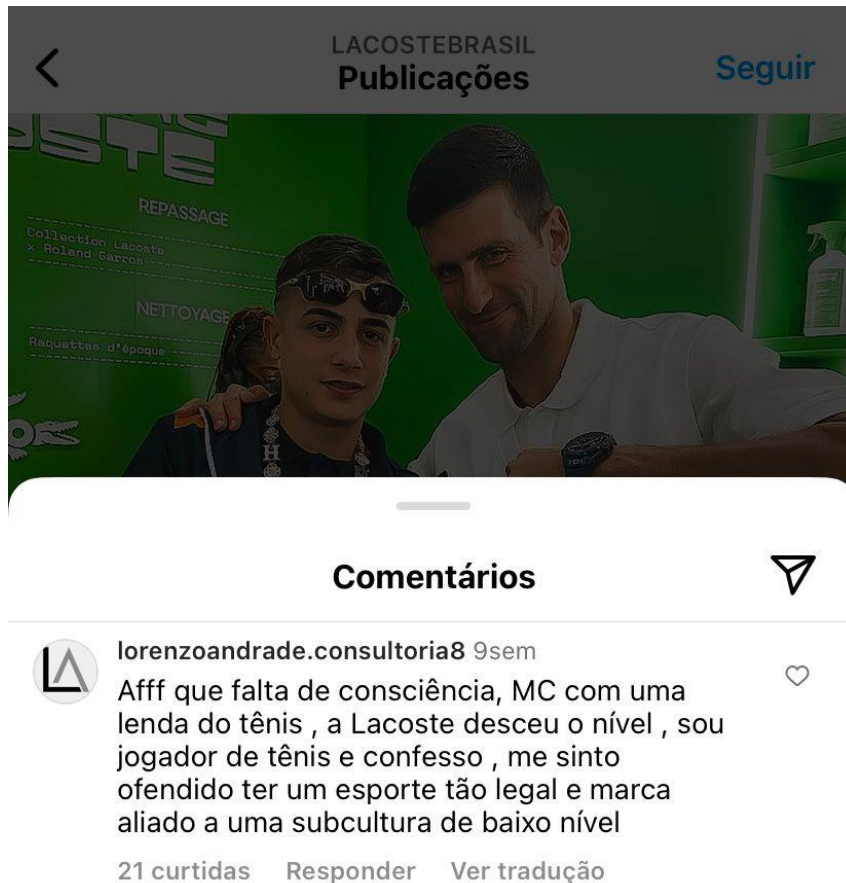 LACOSTEBRASIL
Publicações
Seguir
OSTE
REPASSAGE
Collection Lacoste
x Roland Garros
NETTOYAGE
Raquettes d'époque
H
Comentários
LA
lorenzoandrade.consultoria8 9sem
Afff que falta de consciência, MC com uma
lenda do tênis , a Lacoste desceu o nível , sou
jogador de tênis e confesso , me sinto
ofendido ter um esporte tão legal e marca
aliado a uma subcultura de baixo nível
21 curtidas Responder Ver tradução